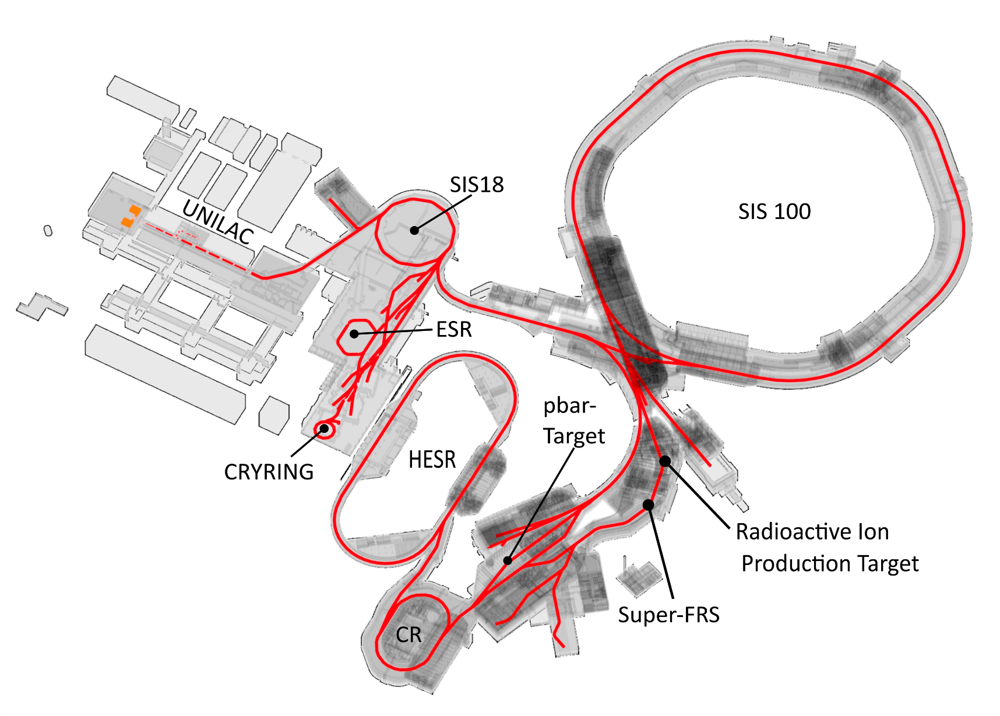 SIS18
UNILAC
SIS 100
ESR
pbar-
Target
HESR
CRYRING
Radioactive Ion
Production Target
Super-FRS
CR